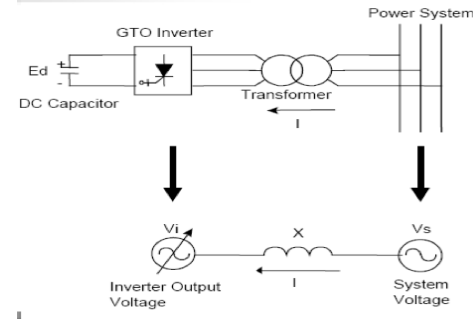 Power System
GTO Inverter
Ed
+
-
DC Capacitor
Transformer
I
Vi
X
Vs
I
Inverter Output
Voltage
System
Voltage